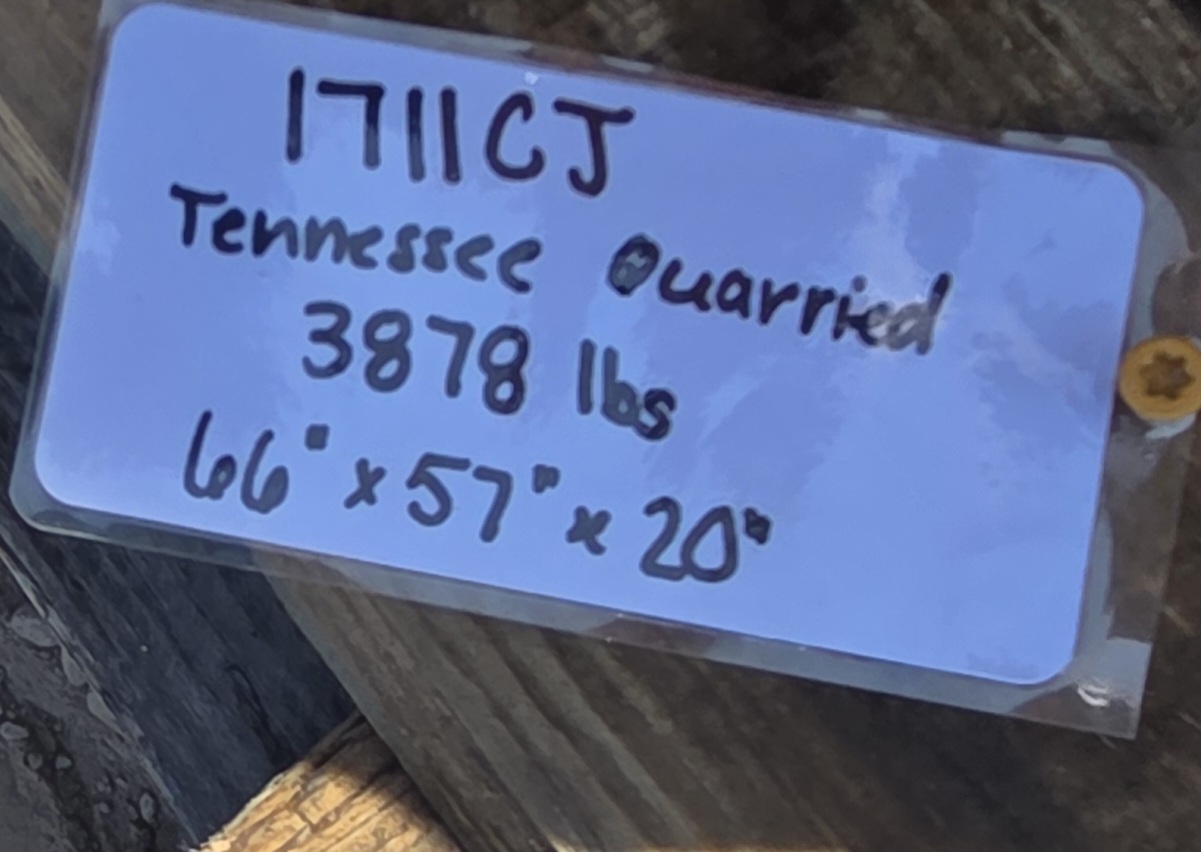 1711CJ
Tennessee Quarried
3878 lbs
66" x 57" x 20"